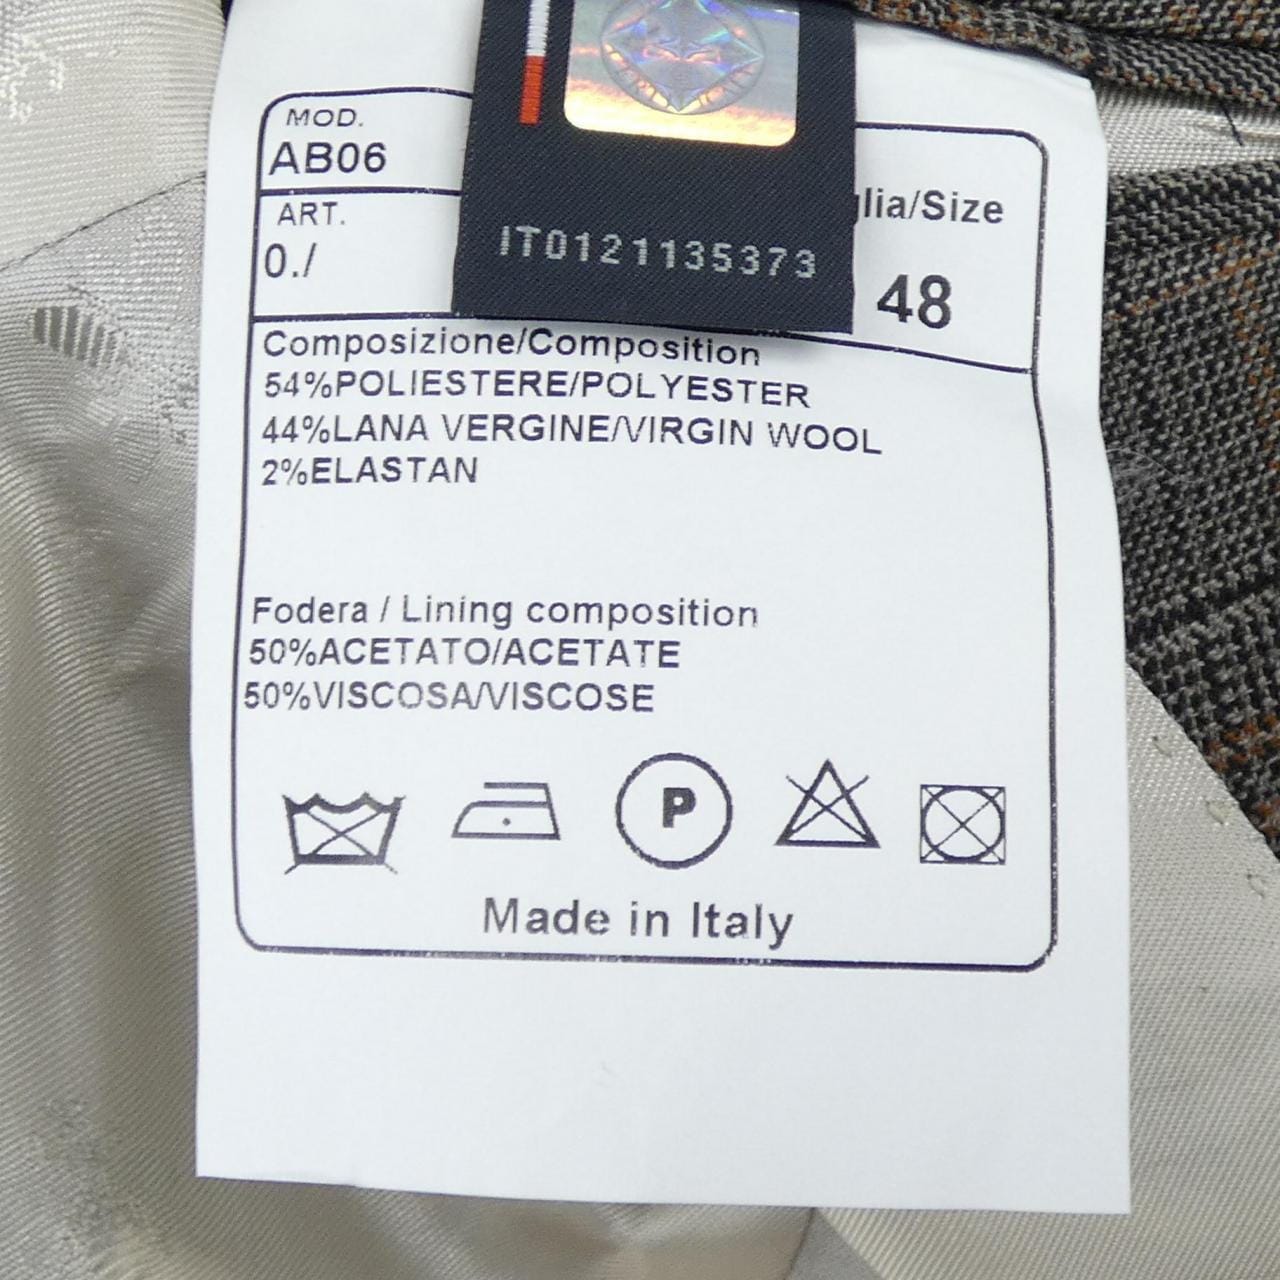 MOD.
AB06
ART.
0./
IT0121135373
lia/Size
48
Composizione/Composition
54%POLIESTERE/POLYESTER
44%LANA VERGINE/VIRGIN WOOL
2%ELASTAN
Fodera / Lining composition
50%ACETATO/ACETATE
50%VISCOSA/VISCOSE
P
Made in Italy